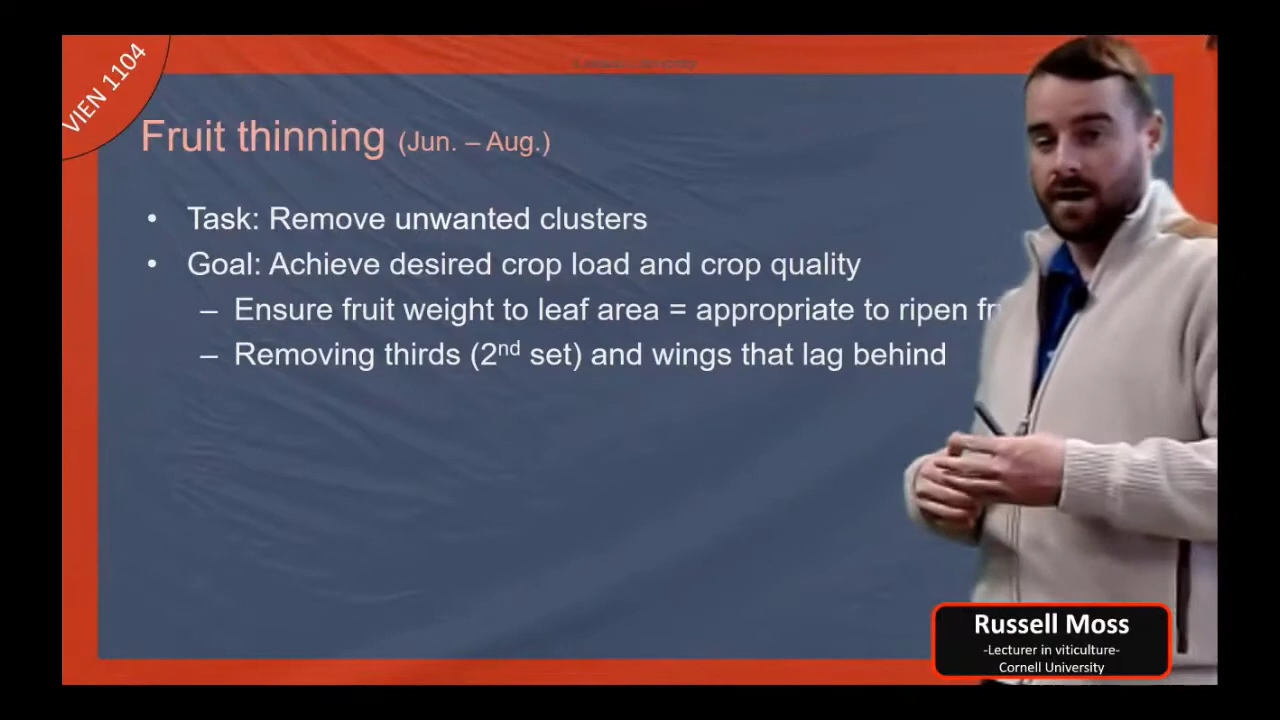 VIEN 1104
Fruit thinning (Jun. – Aug.)
• Task: Remove unwanted clusters
• Goal: Achieve desired crop load and crop quality
– Ensure fruit weight to leaf area = appropriate to ripen
– Removing thirds (2nd set) and wings that lag behind
Russell Moss
-Lecturer in viticulture-
Cornell University